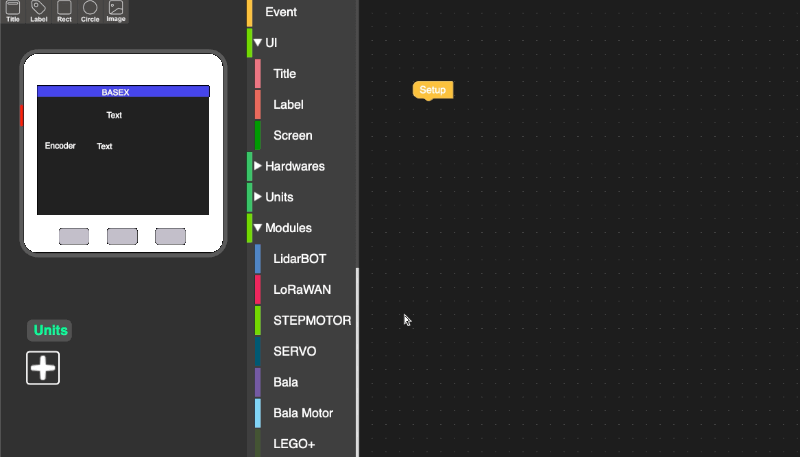 Title Label Rect Circle Image
BASEX
Text
Encoder Text
Units
Event
UI
Title
Label
Screen
Hardwares
Units
Modules
LidarBOT
LoRaWAN
STEPMOTOR
SERVO
Bala
Bala Motor
LEGO+
Setup